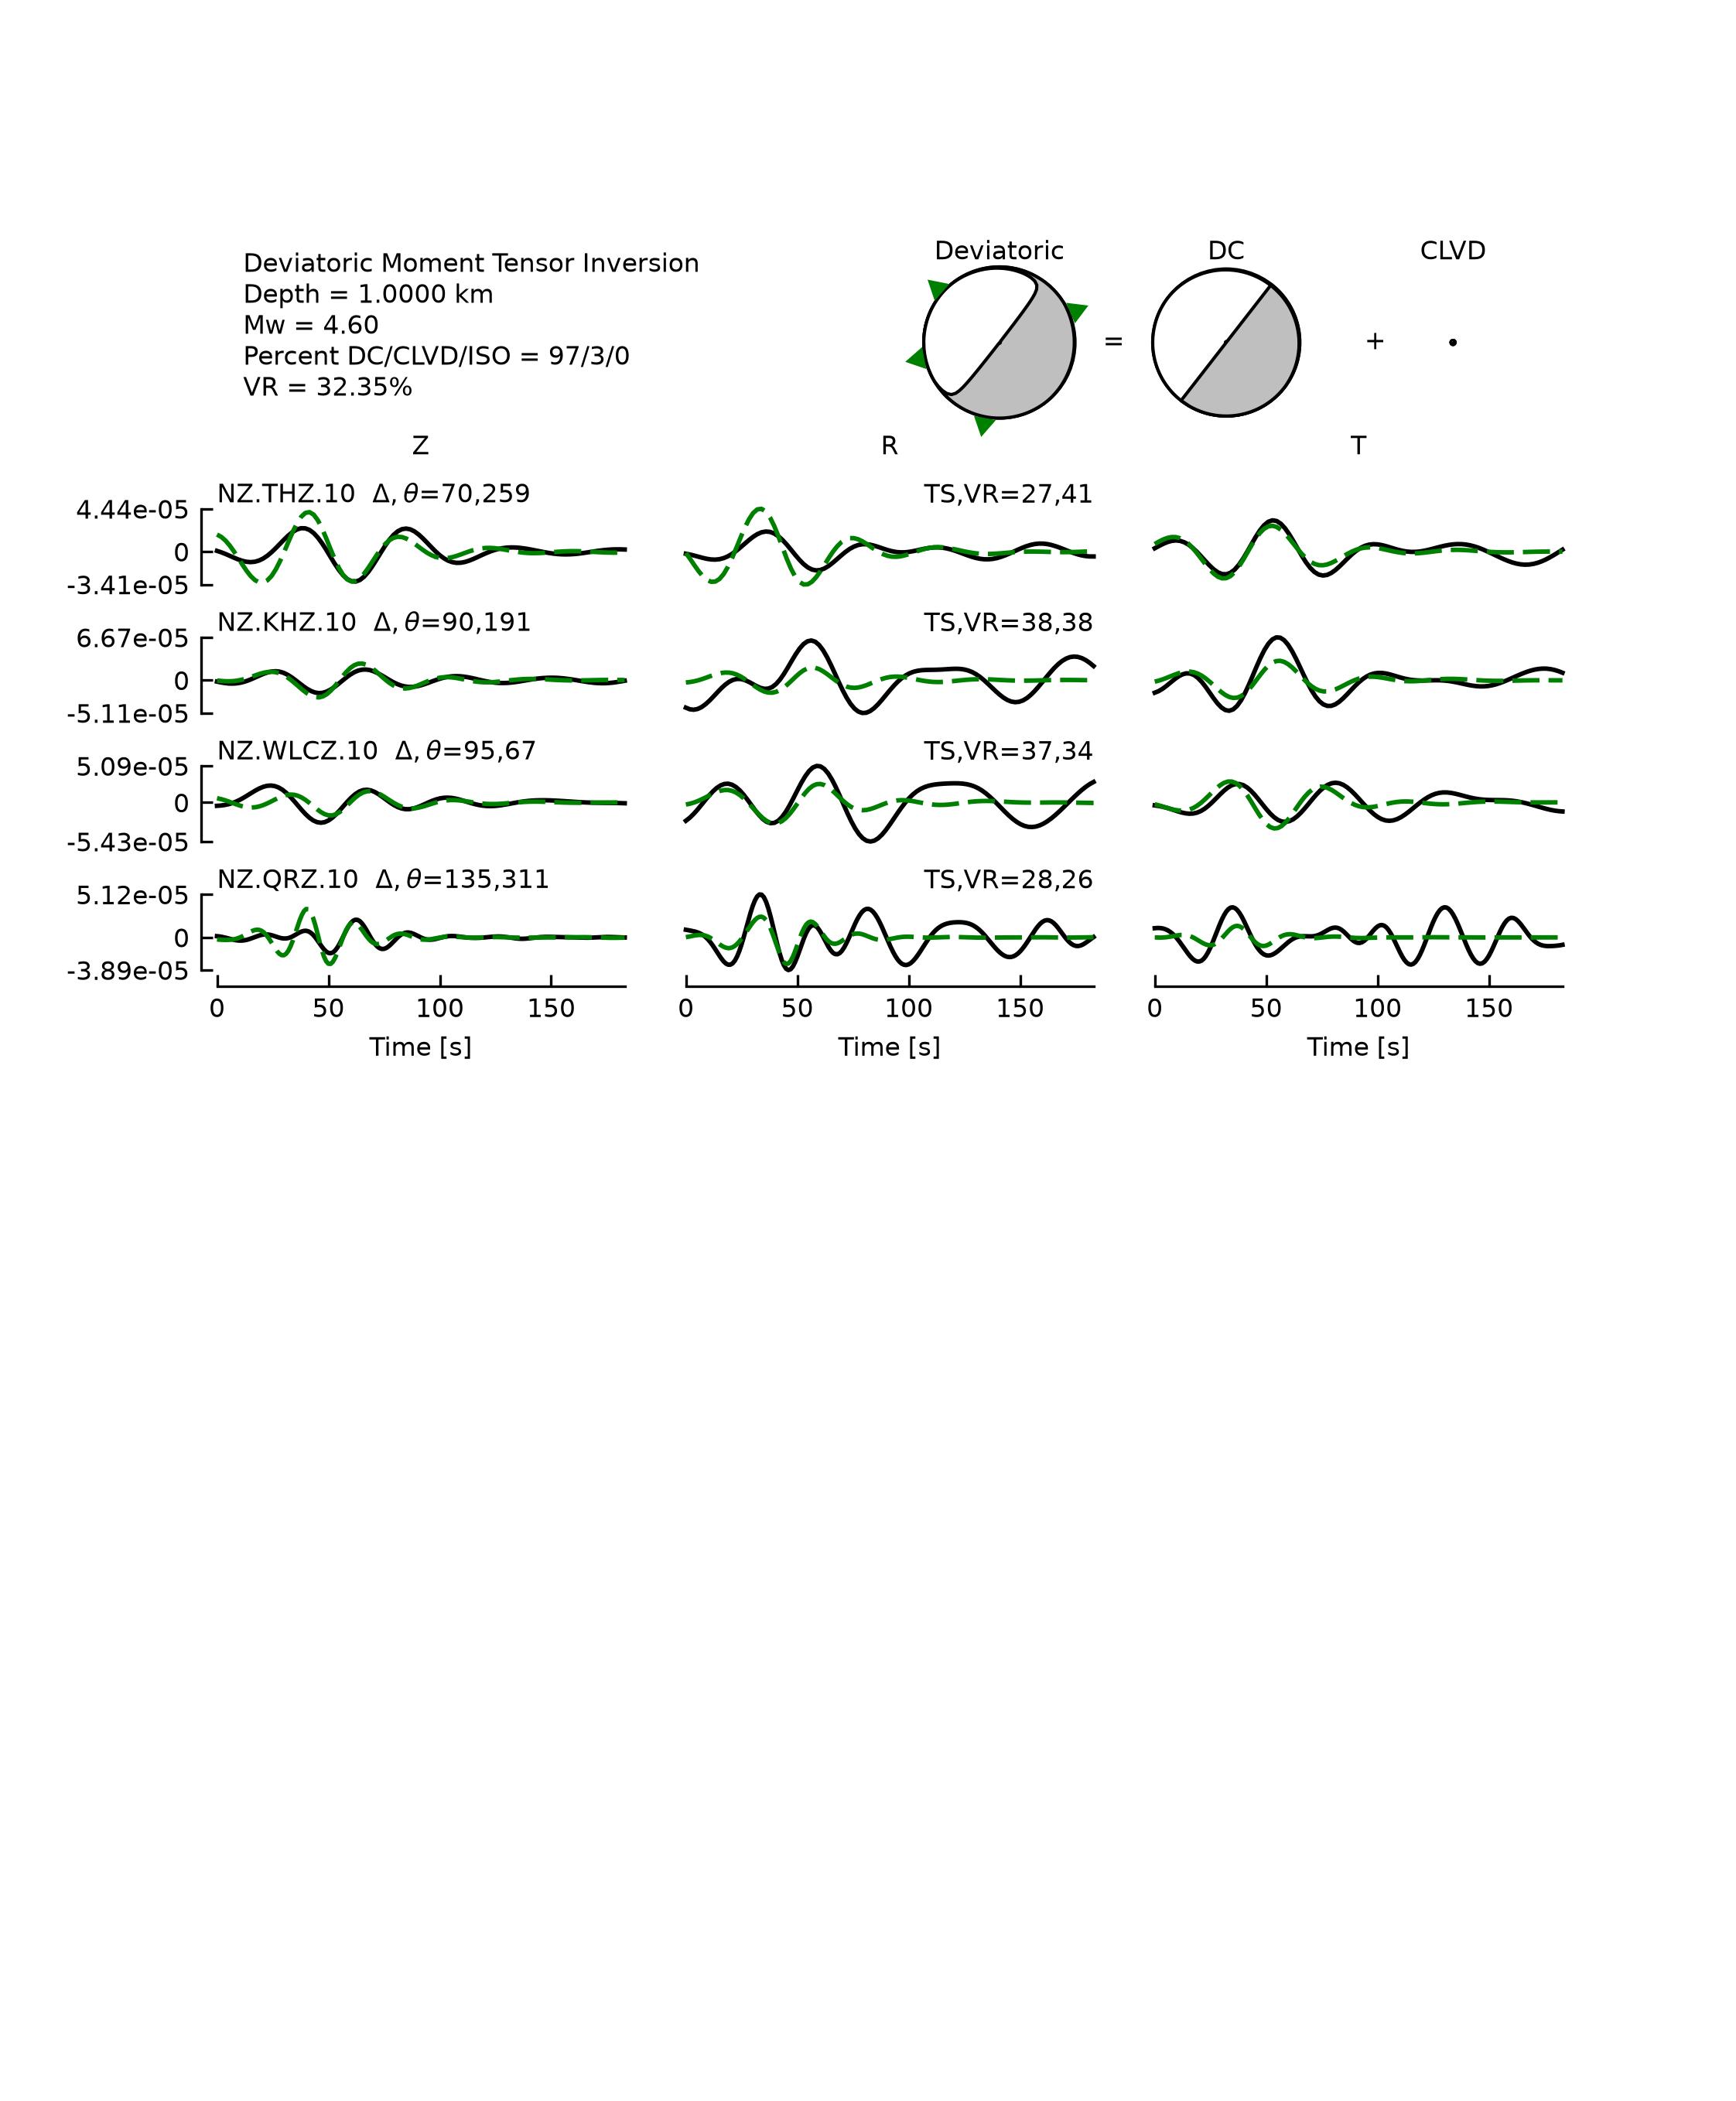 Deviatoric Moment Tensor Inversion
Depth = 1.0000 km
Mw = 4.60
Percent DC/CLVD/ISO = 97/3/0
VR = 32.35%
Deviatoric DC CLVD
= +
Z R T
NZ.THZ.10 Δ, θ=70,259 TS,VR=27,41
4.44e-05
0
-3.41e-05
NZ.KHZ.10 Δ, θ=90,191 TS,VR=38,38
6.67e-05
0
-5.11e-05
NZ.WLCZ.10 Δ, θ=95,67 TS,VR=37,34
5.09e-05
0
-5.43e-05
NZ.QRZ.10 Δ, θ=135,311 TS,VR=28,26
5.12e-05
0
-3.89e-05
0 50 100 150 0 50 100 150 0 50 100 150
Time [s] Time [s] Time [s]